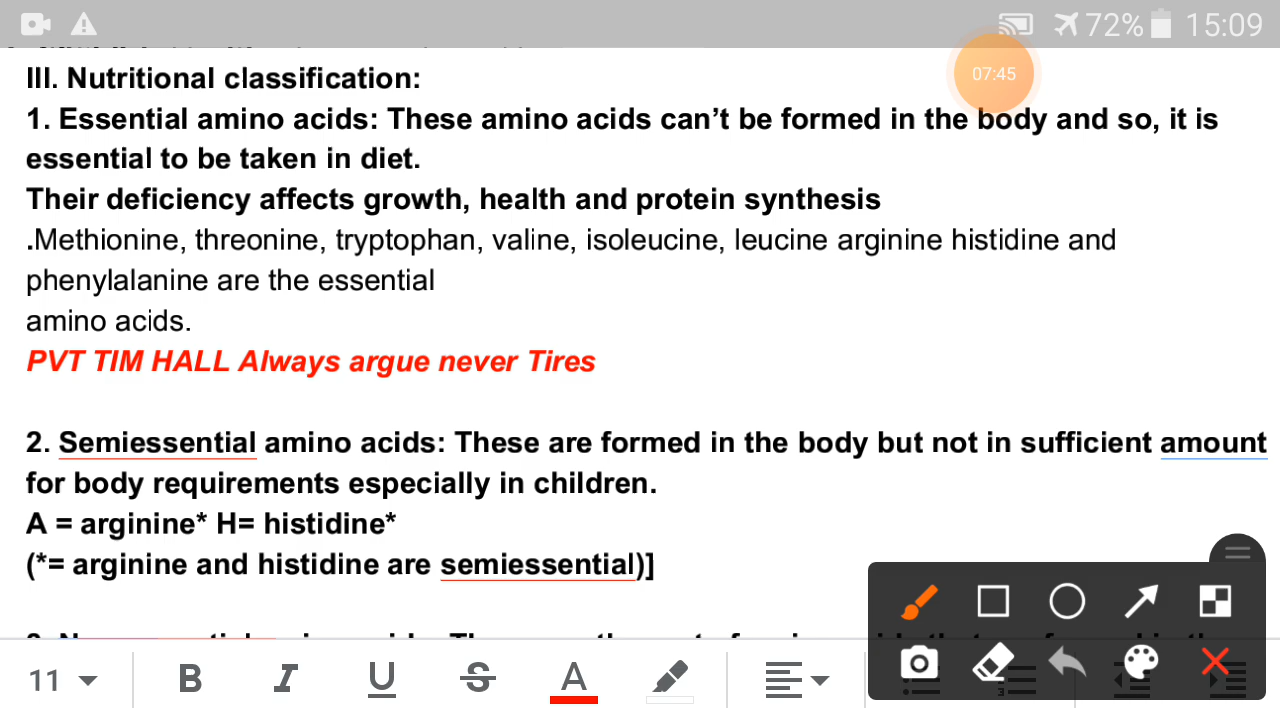 72% 15:09
07:45
III. Nutritional classification:
1. Essential amino acids: These amino acids can’t be formed in the body and so, it is
essential to be taken in diet.
Their deficiency affects growth, health and protein synthesis
.Methionine, threonine, tryptophan, valine, isoleucine, leucine arginine histidine and
phenylalanine are the essential
amino acids.
PVT TIM HALL Always argue never Tires
2. Semiessential amino acids: These are formed in the body but not in sufficient amount
for body requirements especially in children.
A = arginine* H= histidine*
(*= arginine and histidine are semiessential)]
11 B I U S A